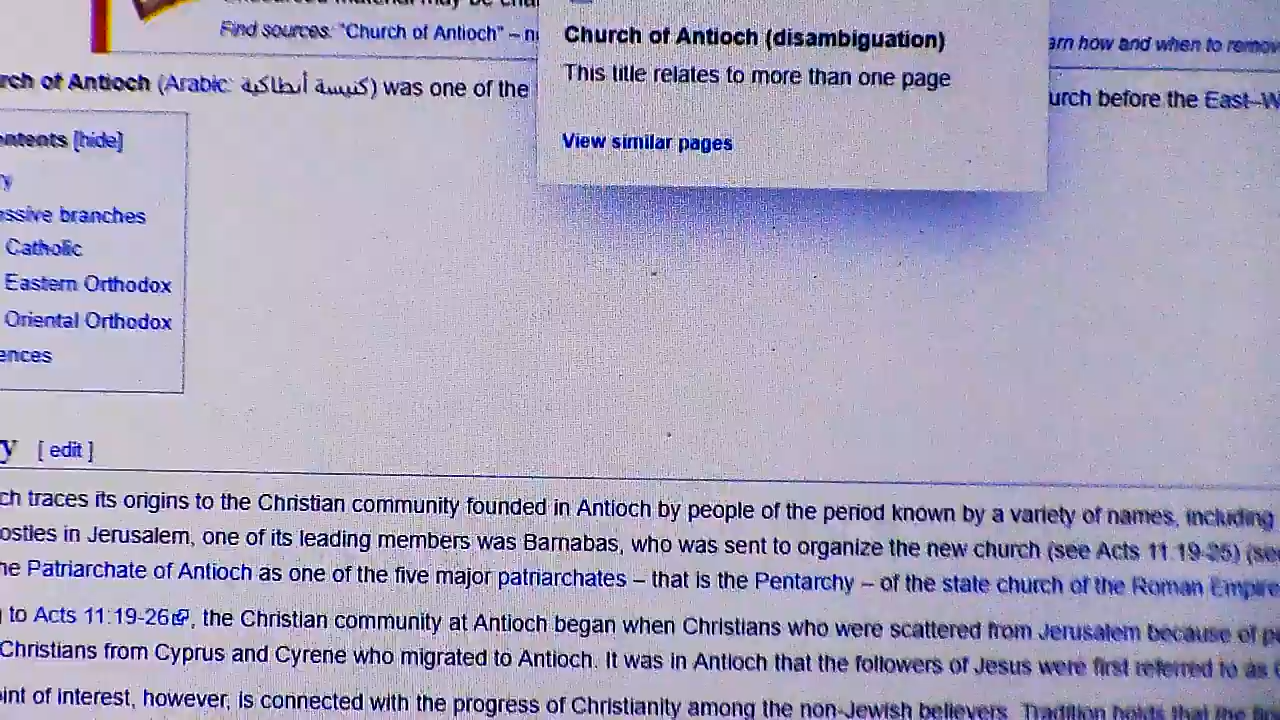 Find sources: "Church of Antioch" –
Church of Antioch (disambiguation)
This title relates to more than one page
View similar pages
arn how and when to remov
rch of Antioch (Arabic: كنيسة أنطاكية) was one of the
urch before the East–W
ontents [hide]
y
essive branches
Catholic
Eastern Orthodox
Oriental Orthodox
ences
y [ edit ]
ch traces its origins to the Christian community founded in Antioch by people of the period known by a variety of names, including
ostles in Jerusalem, one of its leading members was Barnabas, who was sent to organize the new church (see Acts 11:19-26) (se
he Patriarchate of Antioch as one of the five major patriarchates – that is the Pentarchy – of the state church of the Roman Empire
to Acts 11:19-26, the Christian community at Antioch began when Christians who were scattered from Jerusalem because of p
Christians from Cyprus and Cyrene who migrated to Antioch. It was in Antioch that the followers of Jesus were first referred to as
oint of interest, however, is connected with the progress of Christianity among the non-Jewish believers. Tradition holds that the